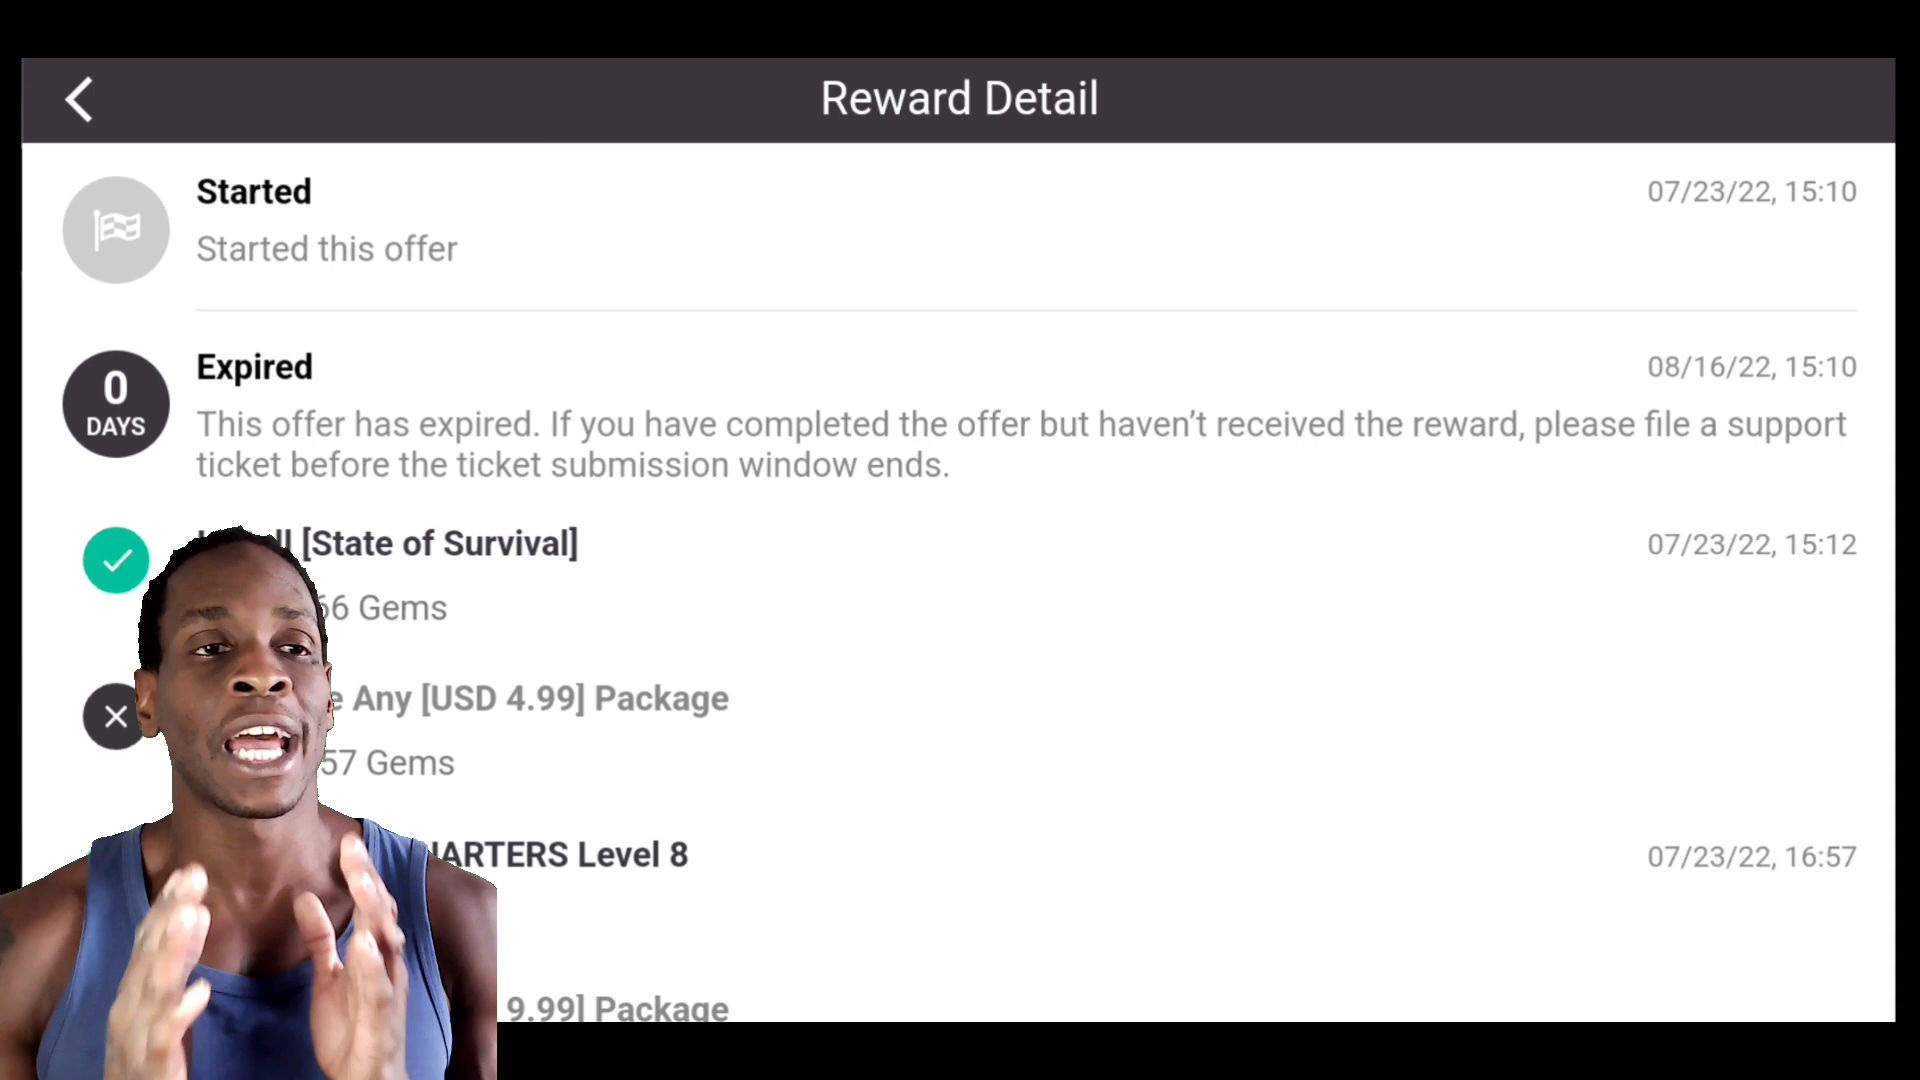 Reward Detail
Started
07/23/22, 15:10
Started this offer
0
DAYS
Expired
08/16/22, 15:10
This offer has expired. If you have completed the offer but haven’t received the reward, please file a support
ticket before the ticket submission window ends.
[State of Survival]
07/23/22, 15:12
Gems
Any [USD 4.99] Package
Gems
Level 8
07/23/22, 16:57
9.99] Package